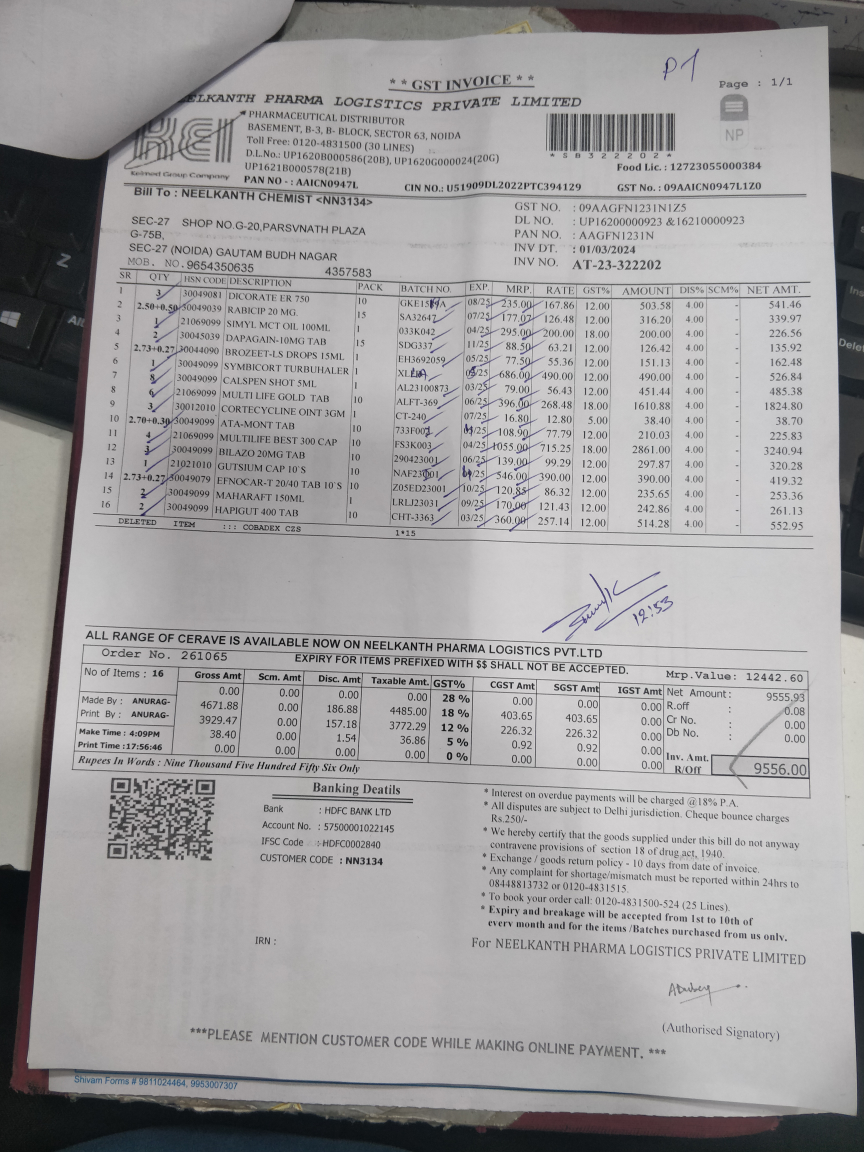 P1
Page : 1/1
** GST INVOICE **
NEELKANTH PHARMA LOGISTICS PRIVATE LIMITED
NP
KEI
Kelmed Group Company
PHARMACEUTICAL DISTRIBUTOR
BASEMENT, B-3, B- BLOCK, SECTOR 63, NOIDA
Toll Free: 0120-4831500 (30 LINES)
D.L.No.: UP1620B000586(20B), UP1620G000024(20G)
UP1621B000578(21B)
PAN NO - : AAICN0947L
CIN NO.: U51909DL2022PTC394129
*SB322202*
Food Lic. : 12723055000384
GST No. : 09AAICN0947L1Z0
Bill To : NEELKANTH CHEMIST <NN3134>
SEC-27 SHOP NO.G-20,PARSVNATH PLAZA
G-75B,
SEC-27 (NOIDA) GAUTAM BUDH NAGAR
MOB. NO.9654350635 4357583
GST NO. : 09AAGFN1231N1Z5
DL NO. : UP16200000923 &16210000923
PAN NO. : AAGFN1231N
INV DT. : 01/03/2024
INV NO. AT-23-322202
SR QTY HSN CODE DESCRIPTION PACK BATCH NO. EXP. MRP. RATE GST% AMOUNT DIS% SCM% NET AMT.
1 3 30049081 DICORATE ER 750 10 08/25 235.00 167.86 12.00 503.58 4.00 - 541.46
2 2.50+0.50 30049039 RABICIP 20 MG. 15 SA32647 07/25 177.07 126.48 12.00 316.20 4.00 - 339.97
3 1 21069099 SIMYL MCT OIL 100ML 1 033K042 04/25 295.00 200.00 18.00 200.00 4.00 - 226.56
4 2 30045039 DAPAGAIN-10MG TAB 15 SDG337 11/25 88.50 63.21 12.00 126.42 4.00 - 135.92
5 2.73+0.27 30044090 BROZEET-LS DROPS 15ML 1 EH3692059 05/25 77.50 55.36 12.00 151.13 4.00 - 162.48
6 1 30049099 SYMBICORT TURBUHALER 1 686.00 490.00 12.00 490.00 4.00 - 526.84
7 8 30049099 CALSPEN SHOT 5ML 1 AL23100873 03/25 79.00 56.43 12.00 451.44 4.00 - 485.38
8 6 21069099 MULTI LIFE GOLD TAB 10 ALFT-369 06/25 396.00 268.48 18.00 1610.88 4.00 - 1824.80
9 3 30012010 CORTECYCLINE OINT 3GM 1 CT-240 07/25 16.80 12.80 5.00 38.40 4.00 - 38.70
10 2.70+0.30 30049099 ATA-MONT TAB 10 108.90 77.79 12.00 210.03 4.00 - 225.83
11 4 21069099 MULTILIFE BEST 300 CAP 10 FS3K003 04/25 1055.00 715.25 18.00 2861.00 4.00 - 3240.94
12 3 30049099 BILAZO 20MG TAB 10 290423001 06/25 139.00 99.29 12.00 297.87 4.00 - 320.28
13 1 21021010 GUTSIUM CAP 10`S 10 546.00 390.00 12.00 390.00 4.00 - 419.32
14 2.73+0.27 30049079 EFNOCAR-T 20/40 TAB 10`S 10 Z05ED23001 10/25 120.85 86.32 12.00 235.65 4.00 - 253.36
15 2 30049099 MAHARAFT 150ML 1 LRLJ23031 09/25 170.00 121.43 12.00 242.86 4.00 - 261.13
16 2 30049099 HAPIGUT 400 TAB 10 CHT-3363 03/25 360.00 257.14 12.00 514.28 4.00 - 552.95
DELETED ITEM ::: COBADEX CZS 1*15
12:53
ALL RANGE OF CERAVE IS AVAILABLE NOW ON NEELKANTH PHARMA LOGISTICS PVT.LTD
Order No. 261065 EXPIRY FOR ITEMS PREFIXED WITH $$ SHALL NOT BE ACCEPTED.
Mrp.Value: 12442.60
No of Items : 16
Made By : ANURAG-
Print By : ANURAG-
Make Time : 4:09PM
Print Time :17:56:46
Gross Amt Scm. Amt Disc. Amt Taxable Amt. GST% CGST Amt SGST Amt IGST Amt
0.00 0.00 0.00 0.00 28 % 0.00 0.00 0.00
4671.88 0.00 186.88 4485.00 18 % 403.65 403.65 0.00
3929.47 0.00 157.18 3772.29 12 % 226.32 226.32 0.00
38.40 0.00 1.54 36.86 5 % 0.92 0.92 0.00
0.00 0.00 0.00 0.00 0 % 0.00 0.00 0.00
Net Amount : 9555.93
R.off 0.08
Cr No. 0.00
Db No. 0.00
Inv. Amt.
R/Off 9556.00
Rupees In Words : Nine Thousand Five Hundred Fifty Six Only
Banking Deatils
Bank : HDFC BANK LTD
Account No. : 57500001022145
IFSC Code : HDFC0002840
CUSTOMER CODE : NN3134
* Interest on overdue payments will be charged @18% P.A.
* All disputes are subject to Delhi jurisdiction. Cheque bounce charges
Rs.250/-
* We hereby certify that the goods supplied under this bill do not anyway
contravene provisions of section 18 of drug act, 1940.
* Exchange / goods return policy - 10 days from date of invoice.
* Any complaint for shortage/mismatch must be reported within 24hrs to
08448813732 or 0120-4831515.
* To book your order call: 0120-4831500-524 (25 Lines).
* Expiry and breakage will be accepted from 1st to 10th of
every month and for the items /Batches purchased from us only.
IRN :
For NEELKANTH PHARMA LOGISTICS PRIVATE LIMITED
(Authorised Signatory)
***PLEASE MENTION CUSTOMER CODE WHILE MAKING ONLINE PAYMENT. ***
Shivam Forms # 9811024464, 9953007307